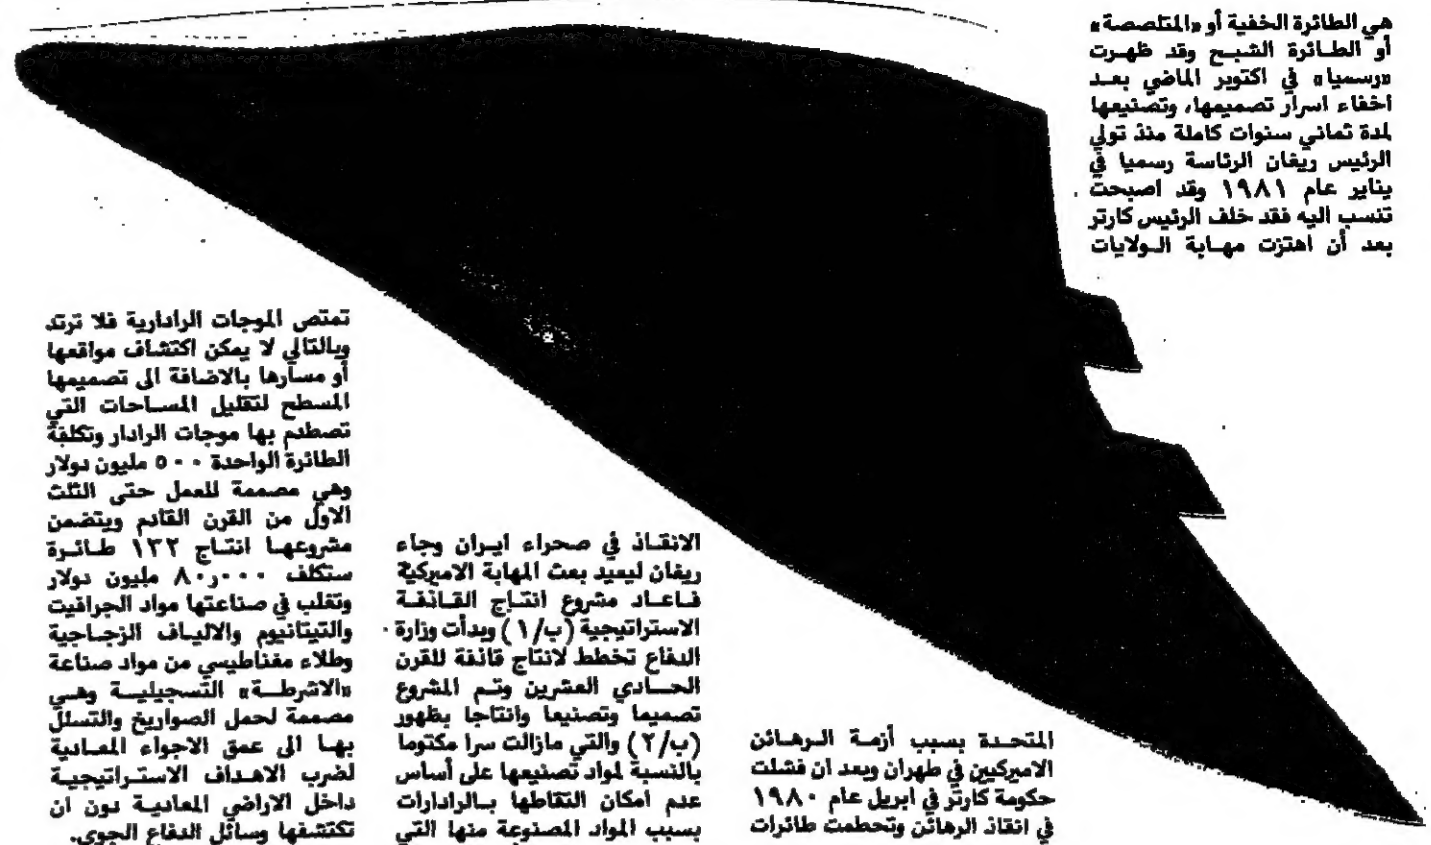 هي الطائرة الخفية أو «المتلصصة»
أو الطائرة الشبح وقد ظهرت
«رسميا» في اكتوبر الماضي بعد
اخفاء اسرار تصميمها، وتصنيعها
لمدة ثماني سنوات كاملة منذ تولي
الرئيس ريغان الرئاسة رسميا في
يناير عام ١٩٨١ وقد اصبحت
تنسب اليه فقد خلف الرئيس كارتر
بعد أن اهتزت مهابة الولايات
المتحدة بسبب أزمة الرهائن
الاميركيين في طهران وبعد ان فشلت
حكومة كارتر في ابريل عام ١٩٨٠
في انقاذ الرهائن وتحطمت طائرات
الانقاذ في صحراء ايران وجاء
ريغان ليعيد بعث المهابة الاميركية
فاعاد مشروع انتاج القاذفة
الاستراتيجية (ب/١) وبدأت وزارة
الدفاع تخطط لانتاج قاذفة للقرن
الحادي العشرين وتم المشروع
تصميما وتصنيعا وانتاجا بظهور
(ب/٢) والتي مازالت سرا مكتوما
بالنسبة لمواد تصنيعها على أساس
عدم امكان التقاطها بالرادارات
بسبب المواد المصنوعة منها التي
تمتص الموجات الرادارية فلا ترتد
وبالتالي لا يمكن اكتشاف مواقعها
أو مسارها بالاضافة الى تصميمها
المسطح لتقليل المساحات التي
تصطدم بها موجات الرادار وتكلفة
الطائرة الواحدة ٥٠٠ مليون دولار
وهي مصممة للعمل حتى الثلث
الاول من القرن القادم ويتضمن
مشروعها انتاج ١٣٢ طائرة
ستكلف ٨٠ر٠٠٠ مليون دولار
وتغلب في صناعتها مواد الجرافيت
والتيتانيوم والالياف الزجاجية
وطلاء مغناطيسي من مواد صناعة
«الاشرطة» التسجيلية وهي
مصممة لحمل الصواريخ والتسلل
بها الى عمق الاجواء المعادية
لضرب الاهداف الاستراتيجية
داخل الاراضي المعادية دون ان
تكتشفها وسائل الدفاع الجوي.